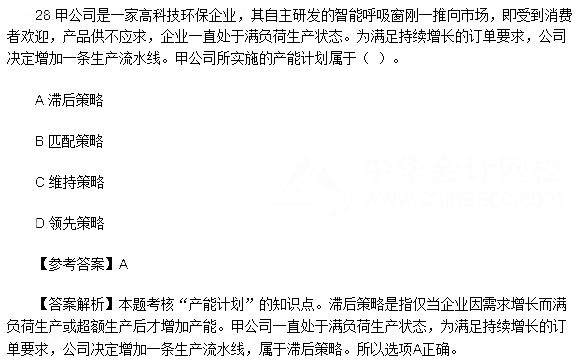 28.甲公司是一家高科技环保企业，其自主研发的智能呼吸窗刚一推向市场，即受到消费
者欢迎，产品供不应求，企业一直处于满负荷生产状态。为满足持续增长的订单要求，公司
决定增加一条生产流水线。甲公司所实施的产能计划属于（ ）。
A 滞后策略
B 匹配策略
C 维持策略
D 领先策略
【参考答案】A
【答案解析】本题考核“产能计划”的知识点。滞后策略是指仅当企业因需求增长而满
负荷生产或超额生产后才增加产能。甲公司一直处于满负荷生产状态，为满足持续增长的订
单要求，公司决定增加一条生产流水线，属于滞后策略。所以选项A正确。
中华会计网校
www.chinaacc.com